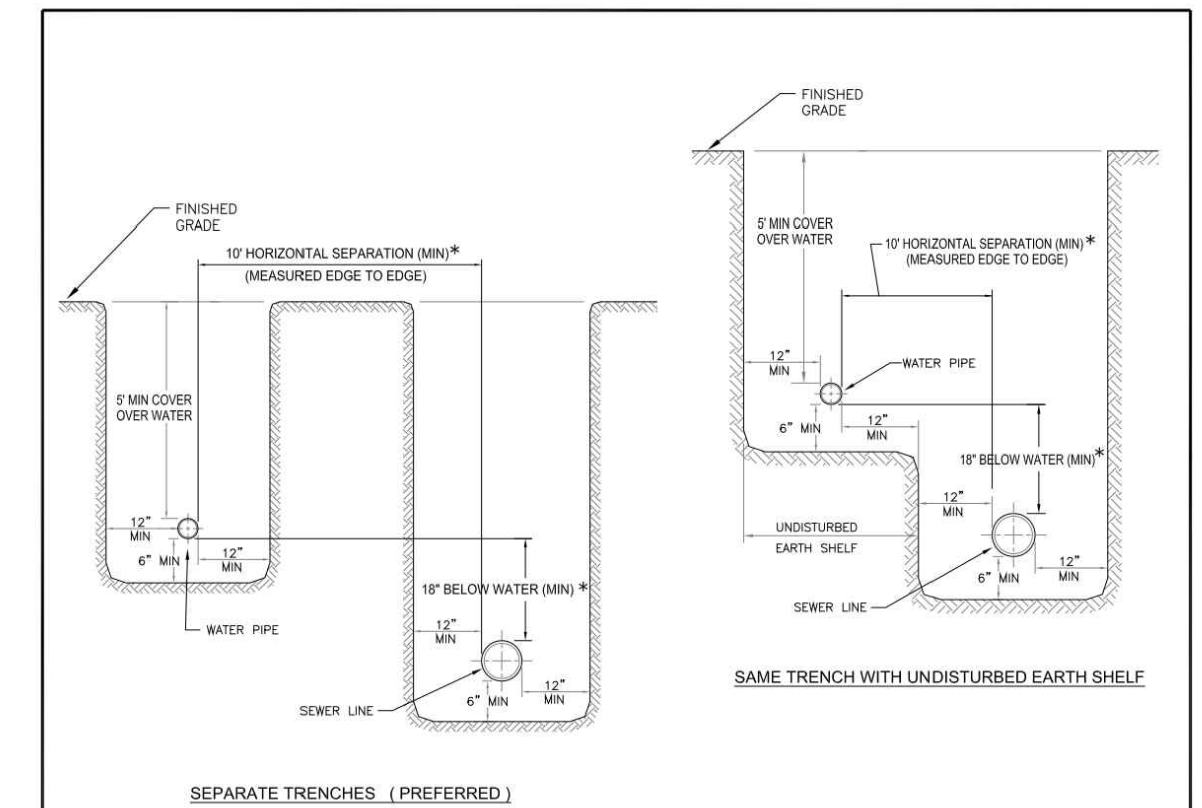 FINISHED
GRADE
10' HORIZONTAL SEPARATION (MIN)*
(MEASURED EDGE TO EDGE)
5' MIN COVER
OVER WATER
12"
MIN
6" MIN
12"
MIN
WATER PIPE
18" BELOW WATER (MIN) *
12"
MIN
SEWER LINE
6" MIN
12"
MIN
SEPARATE TRENCHES ( PREFERRED )
FINISHED
GRADE
5' MIN COVER
OVER WATER
10' HORIZONTAL SEPARATION (MIN)*
(MEASURED EDGE TO EDGE)
12"
MIN
WATER PIPE
6" MIN
12"
MIN
18" BELOW WATER (MIN)*
12"
MIN
UNDISTURBED
EARTH SHELF
6" MIN
12"
MIN
SEWER LINE
SAME TRENCH WITH UNDISTURBED EARTH SHELF